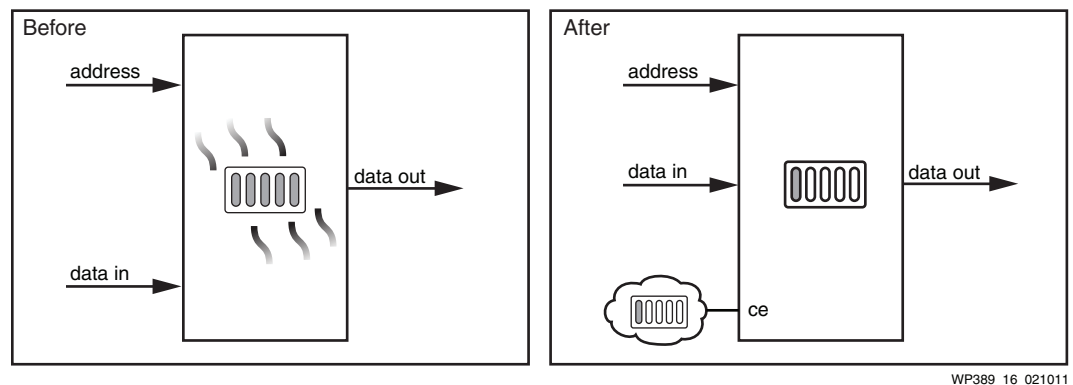 Before
address
data out
data in
After
address
data in
data out
ce
WP389_16_021011